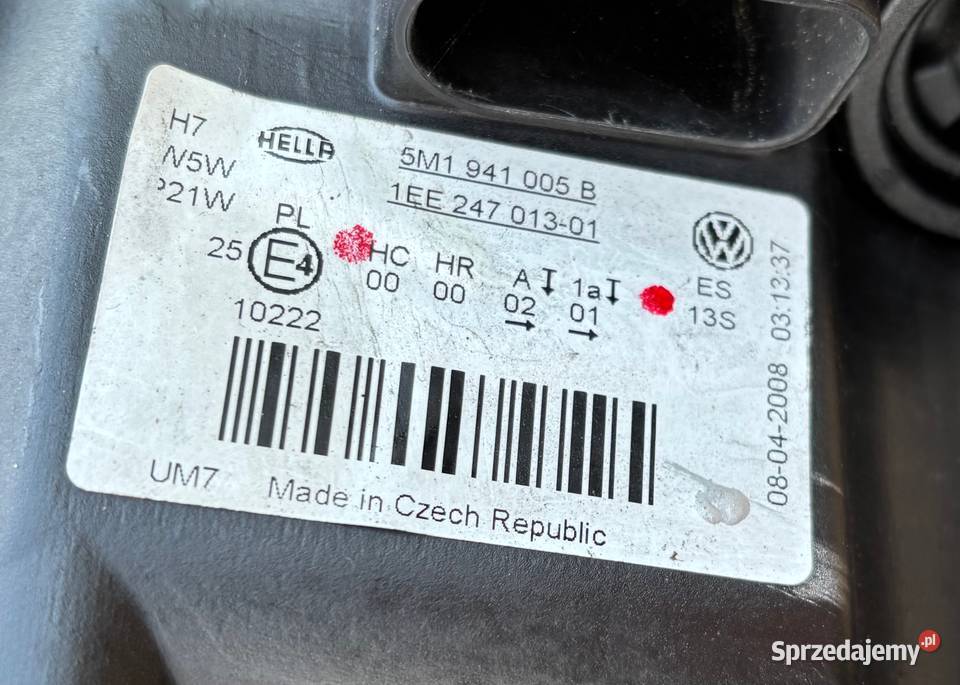 H7
W5W
P21W
HELLA
5M1 941 005 B
1EE 247 013-01
PL
25 E4
10222
HC HR A 1a
00 00 02 01
→ →
ES
13S
08-04-2008 03:13:37
UM7 Made in Czech Republic
Sprzedajemy.pl